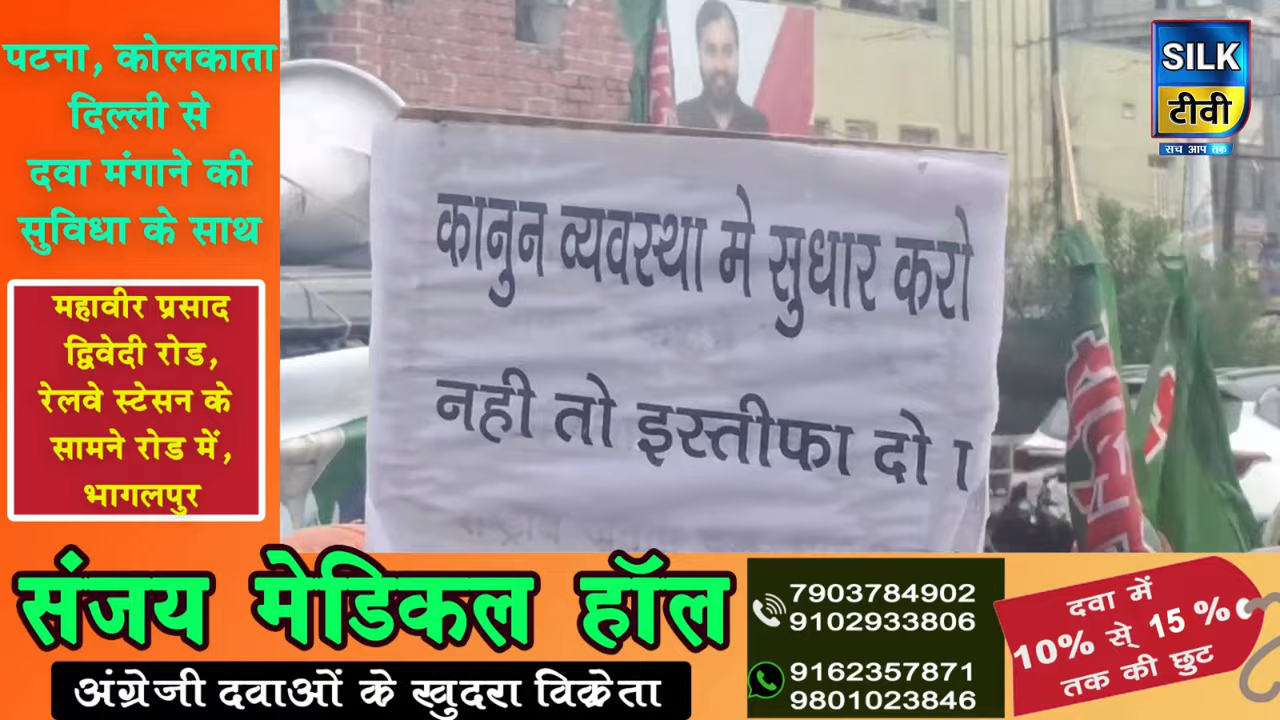 पटना, कोलकाता
दिल्ली से
दवा मंगाने की
सुविधा के साथ
महावीर प्रसाद
द्विवेदी रोड,
रेलवे स्टेसन के
सामने रोड में,
भागलपुर
SILK
टीवी
सच आप तक
कानुन व्यवस्था मे सुधार करो
नही तो इस्तीफा दो ।
संजय मेडिकल हॉल
अंग्रेजी दवाओं के खुदरा विक्रेता
7903784902
9102933806
9162357871
9801023846
दवा में
10% से 15 %
तक की छुट